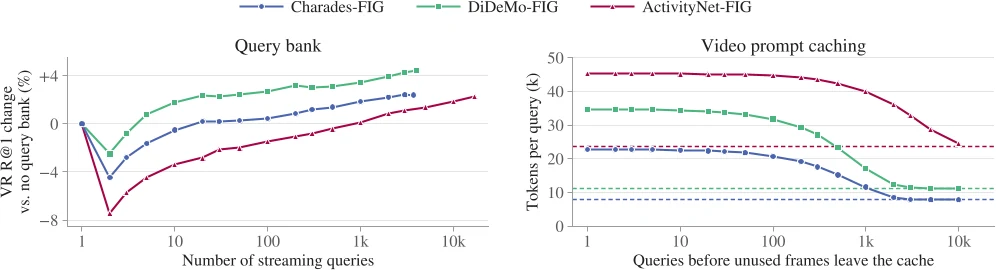 Charades-FIG DiDeMo-FIG ActivityNet-FIG
Query bank
VR R@1 change
vs. no query bank (%)
+4
0
−4
−8
1 10 100 1k 10k
Number of streaming queries
Video prompt caching
Tokens per query (k)
50
40
30
20
10
0
1 10 100 1k 10k
Queries before unused frames leave the cache